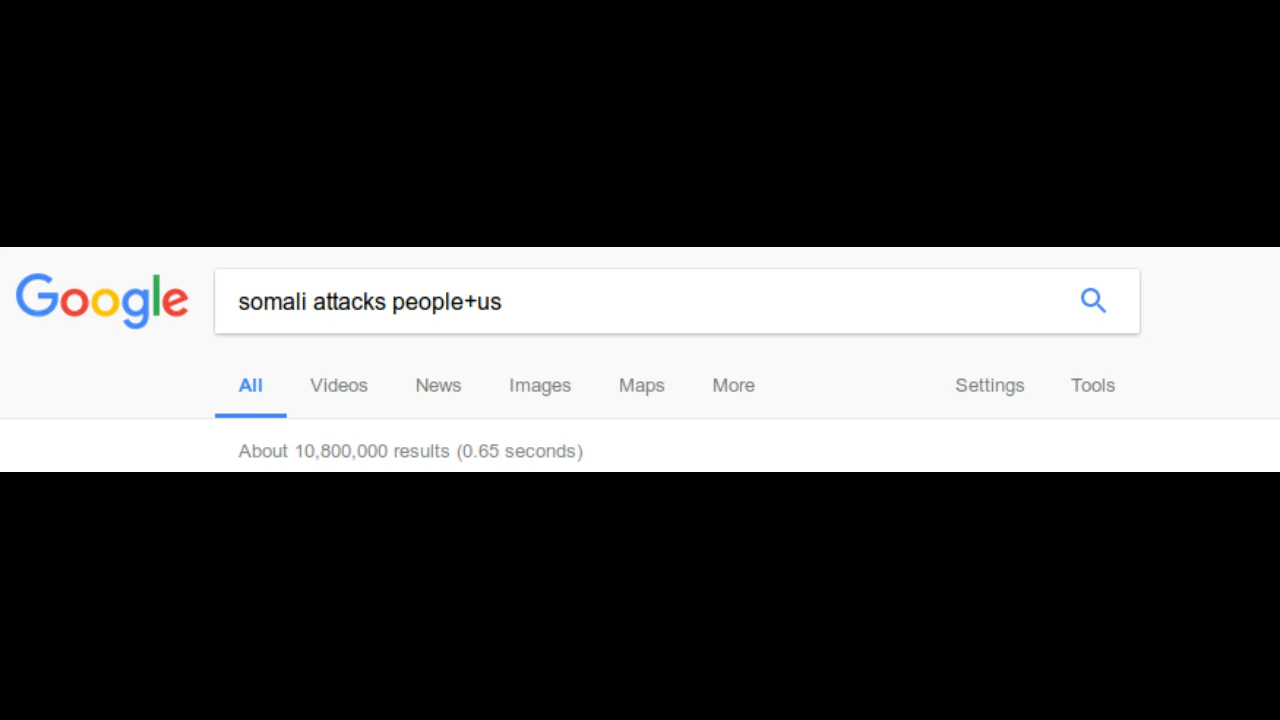 Google somali attacks people+us
All Videos News Images Maps More Settings Tools
About 10,800,000 results (0.65 seconds)